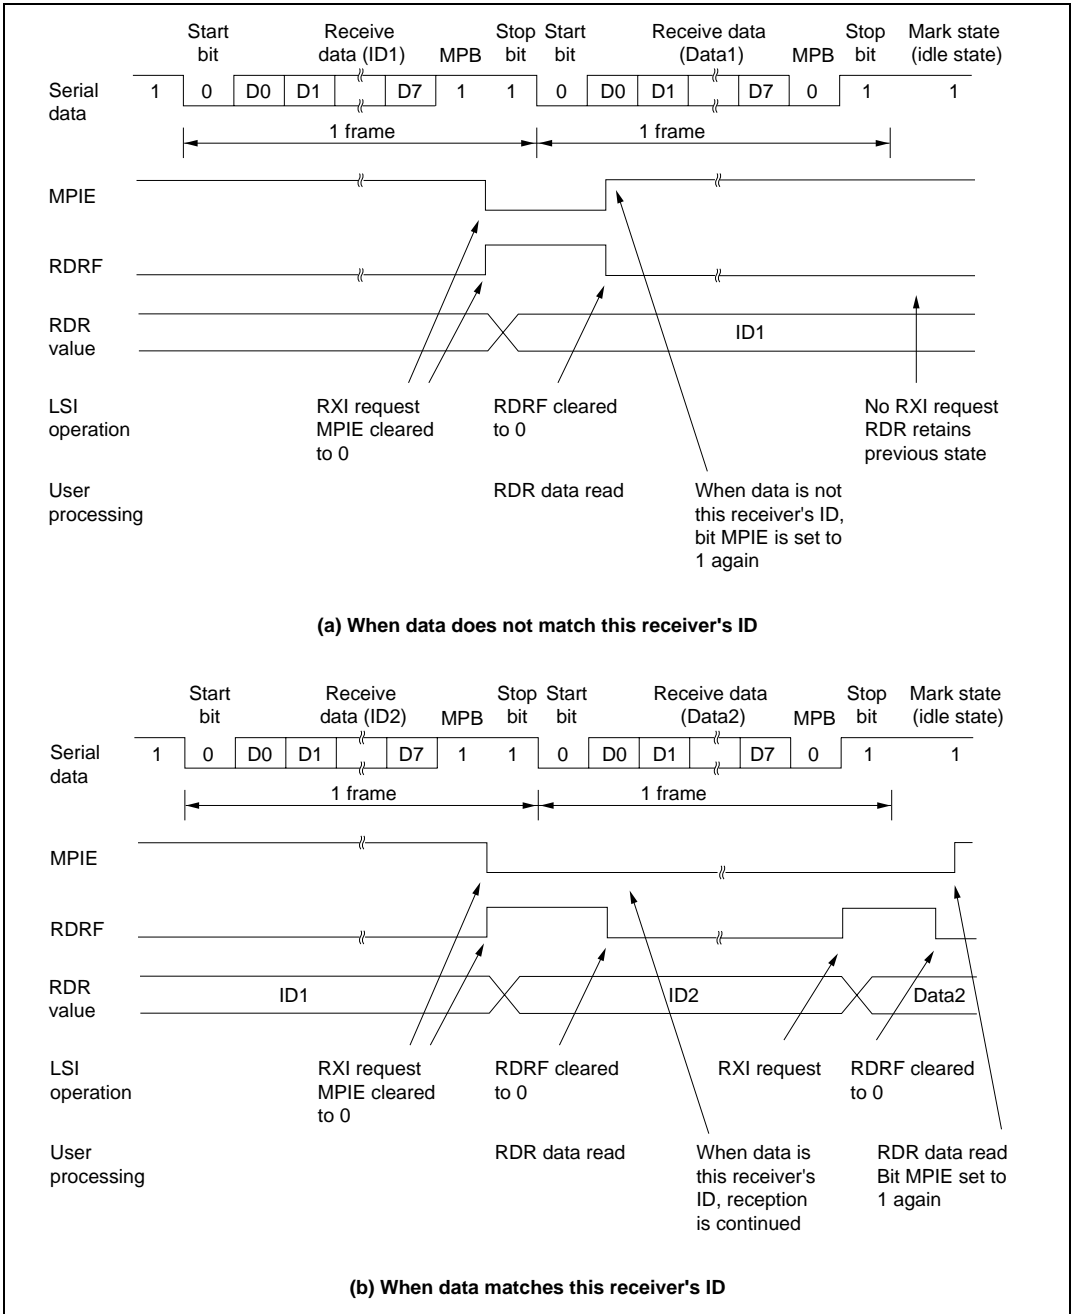 Start bit
Receive data (ID1)
MPB
Stop bit
Start bit
Receive data (Data1)
MPB
Stop bit
Mark state (idle state)
Serial data
1 0 D0 D1 D7 1 1 0 D0 D1 D7 0 1 1
1 frame
1 frame
MPIE
RDRF
RDR value
ID1
LSI operation
RXI request
MPIE cleared
to 0
RDRF cleared
to 0
No RXI request
RDR retains
previous state
User processing
RDR data read
When data is not
this receiver's ID,
bit MPIE is set to
1 again
(a) When data does not match this receiver's ID
Start bit
Receive data (ID2)
MPB
Stop bit
Start bit
Receive data (Data2)
MPB
Stop bit
Mark state (idle state)
Serial data
1 0 D0 D1 D7 1 1 0 D0 D1 D7 0 1 1
1 frame
1 frame
MPIE
RDRF
RDR value
ID1
ID2
Data2
LSI operation
RXI request
MPIE cleared
to 0
RDRF cleared
to 0
RXI request
RDRF cleared
to 0
User processing
RDR data read
When data is
this receiver's
ID, reception
is continued
RDR data read
Bit MPIE set to
1 again
(b) When data matches this receiver's ID